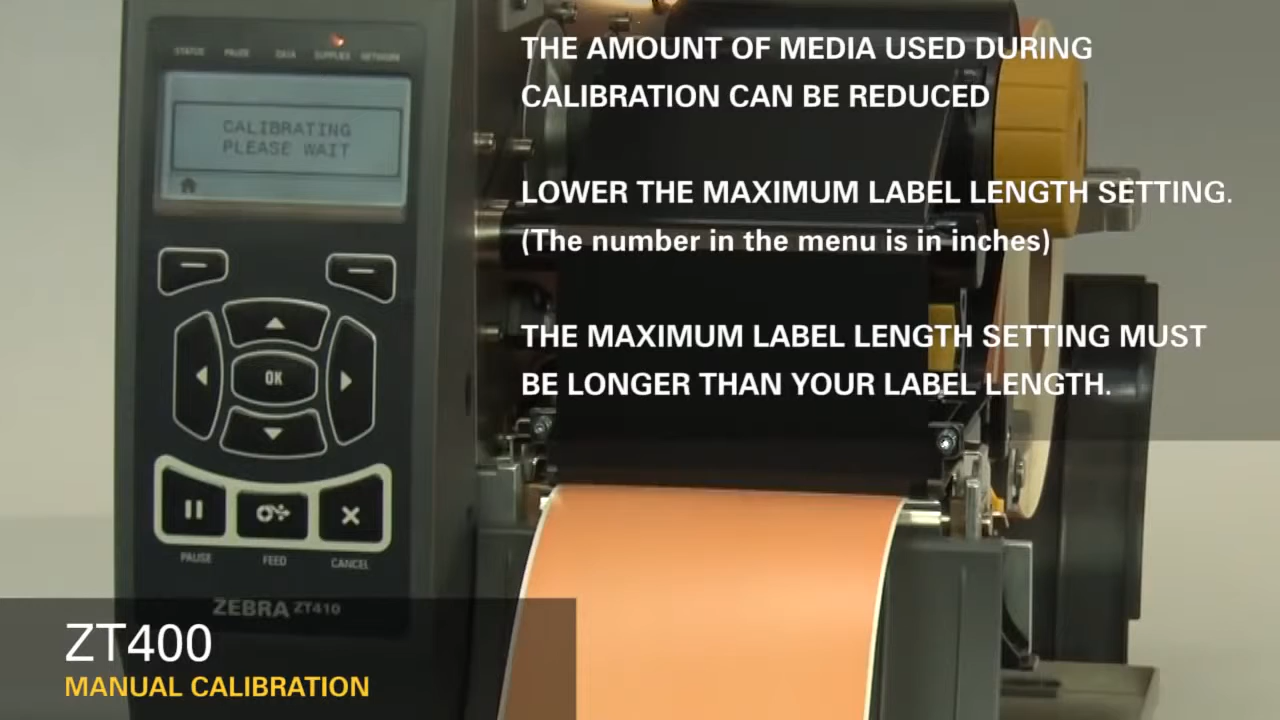 STATUS PAUSE DATA SUPPLIES NETWORK
CALIBRATING
PLEASE WAIT
OK
PAUSE FEED CANCEL
ZEBRA ZT410
THE AMOUNT OF MEDIA USED DURING
CALIBRATION CAN BE REDUCED
LOWER THE MAXIMUM LABEL LENGTH SETTING.
(The number in the menu is in inches)
THE MAXIMUM LABEL LENGTH SETTING MUST
BE LONGER THAN YOUR LABEL LENGTH.
ZT400
MANUAL CALIBRATION